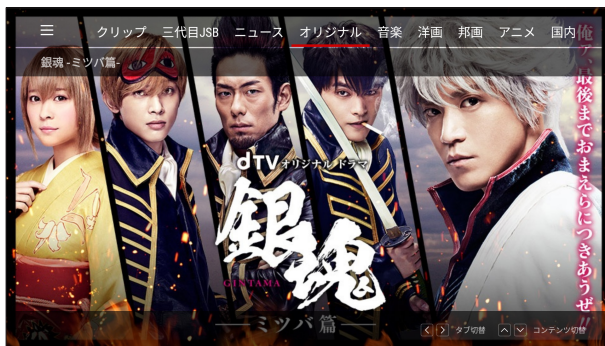 クリップ 三代目JSB ニュース オリジナル 音楽 洋画 邦画 アニメ 国内
銀魂 -ミツバ篇-
俺ァ、最後までおまえらにつきあうぜ!!
dTVオリジナルドラマ
銀魂
GINTAMA
ミツバ篇
タブ切替 コンテンツ切替